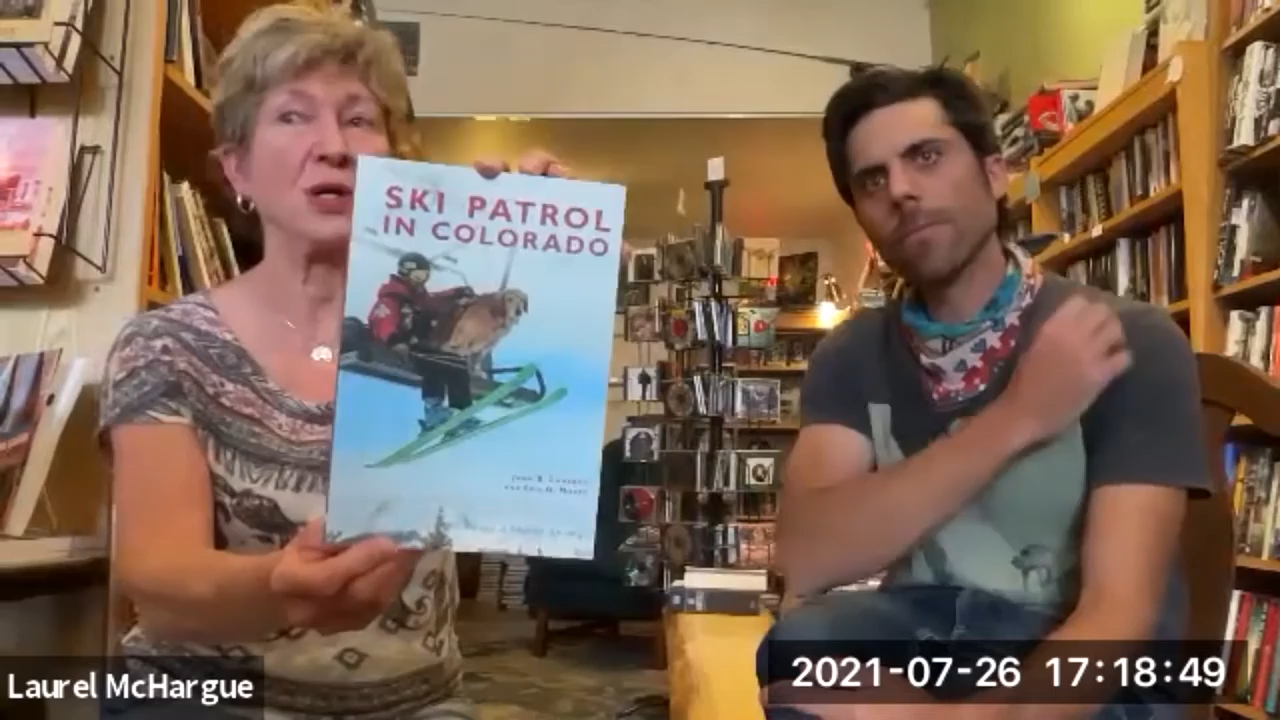 SKI PATROL
IN COLORADO
Laurel McHargue
2021-07-26 17:18:49